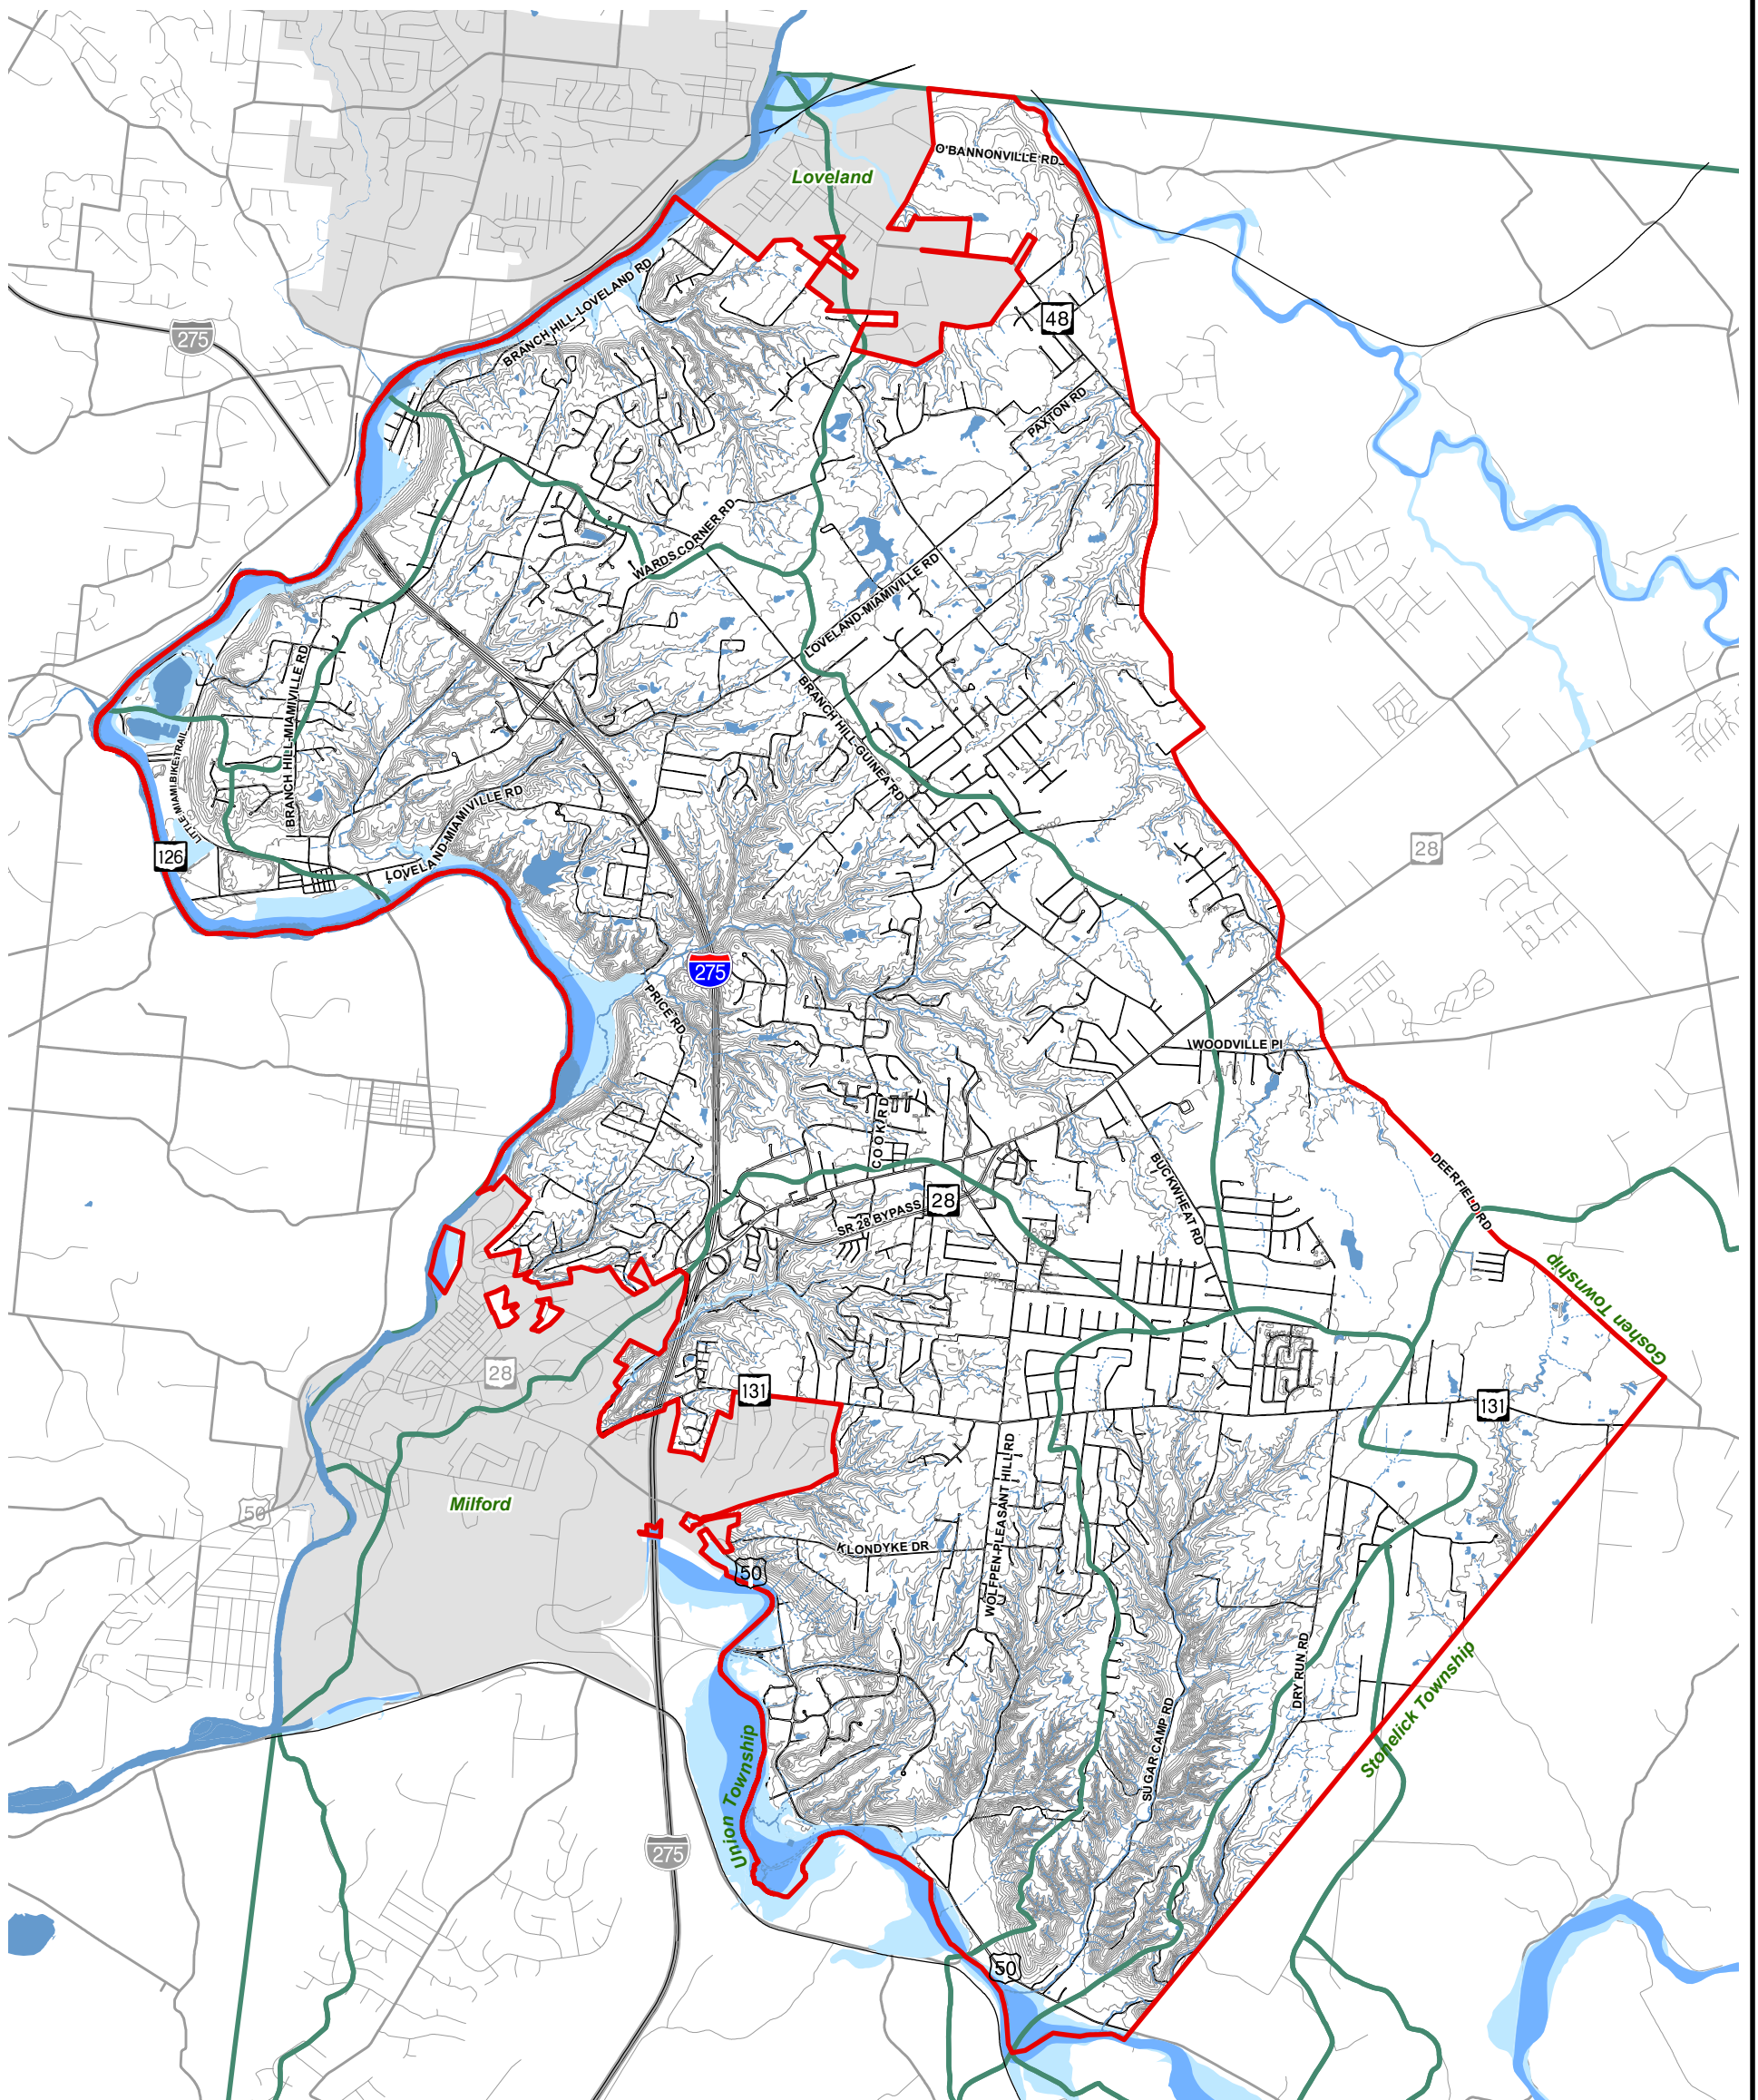 O'BANNONVILLE RD
Loveland
BRANCH HILL-LOVELAND RD
48
275
PAXTON RD
WARDS CORNER RD
LOVELAND-MIAMIVILLE RD
BRANCH HILL-MIAMIVILLE RD
BRANCH HILL-GUINEA RD
LITTLE MIAMI BIKE TRAIL
LOVELAND-MIAMIVILLE RD
126
28
275
PRICE RD
WOODVILLE PI
COOK RD
BUCKWHEAT RD
DEERFIELD RD
28
SR 28 BYPASS
Goshen Township
28
131
131
WOLFPEN-PLEASANT HILL RD
Milford
50
KLONDYKE DR
50
DRY RUN RD
Stonelick Township
SUGAR CAMP RD
Union Township
275
50